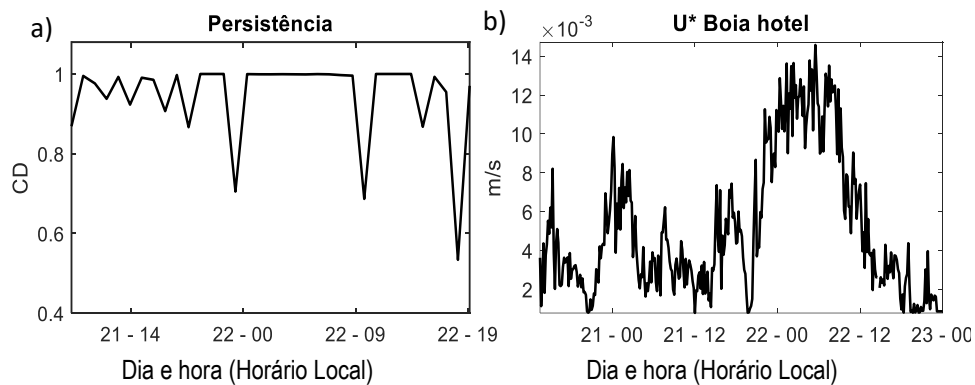 a)
Persistência
1
0.8
0.6
0.4
CD
21 - 14
22 - 00
22 - 09
22 - 19
Dia e hora (Horário Local)
b)
×10⁻³
U* Boia hotel
14
12
10
8
6
4
2
m/s
21 - 00
21 - 12
22 - 00
22 - 12
23 - 00
Dia e hora (Horário Local)